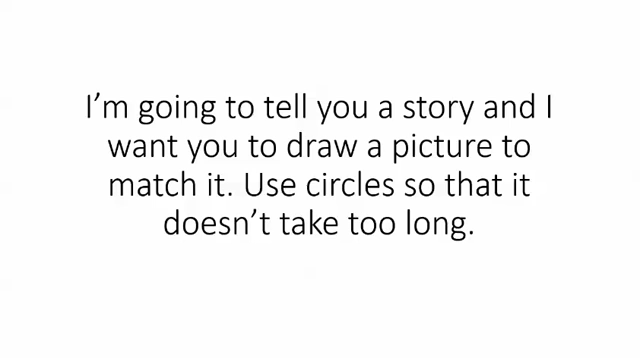 I’m going to tell you a story and I
want you to draw a picture to
match it. Use circles so that it
doesn’t take too long.